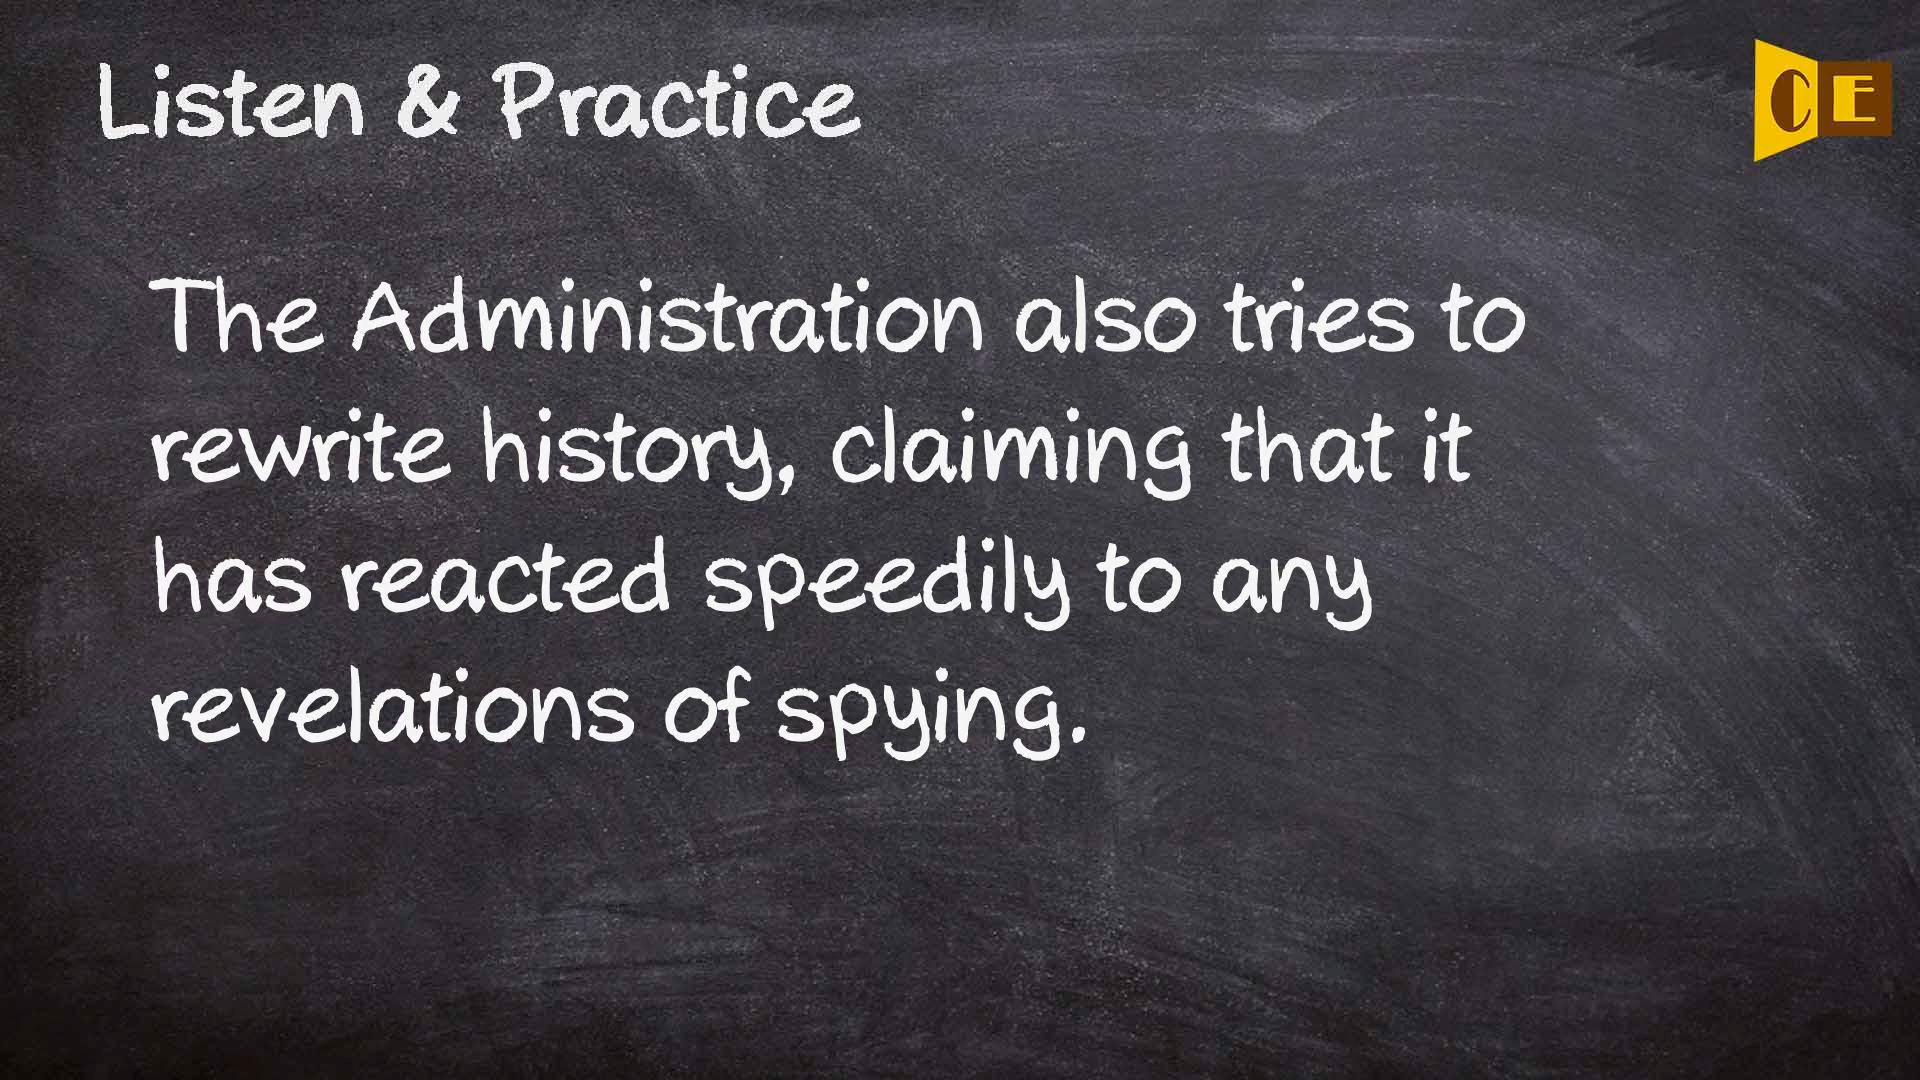 Listen & Practice
CE
The Administration also tries to
rewrite history, claiming that it
has reacted speedily to any
revelations of spying.